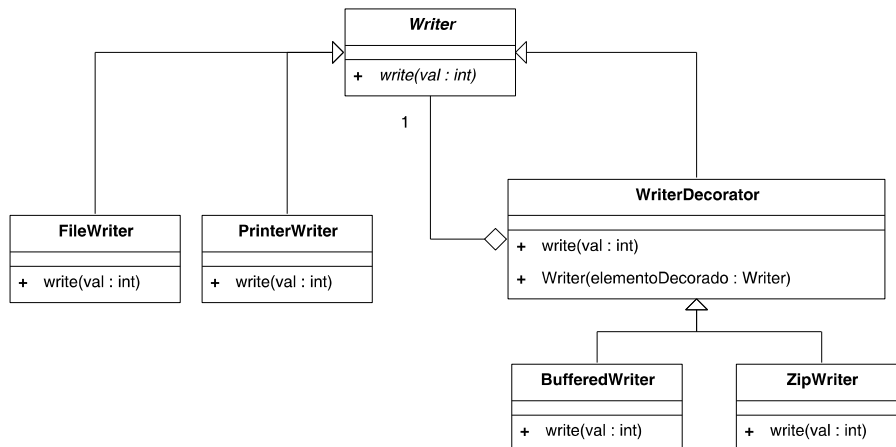 Writer
+ write(val : int)
1
WriterDecorator
+ write(val : int)
+ Writer(elementoDecorado : Writer)
FileWriter
+ write(val : int)
PrinterWriter
+ write(val : int)
BufferedWriter
+ write(val : int)
ZipWriter
+ write(val : int)